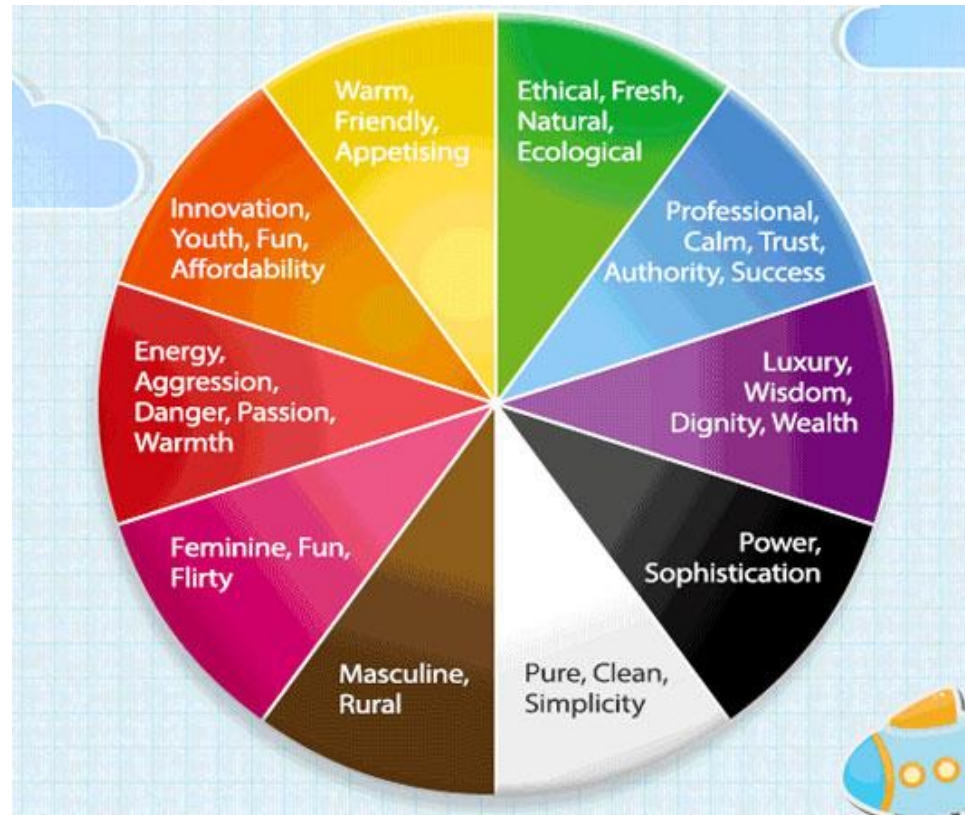 Warm,
Friendly,
Appetising
Ethical, Fresh,
Natural,
Ecological
Professional,
Calm, Trust,
Authority, Success
Luxury,
Wisdom,
Dignity, Wealth
Power,
Sophistication
Pure, Clean,
Simplicity
Masculine,
Rural
Feminine, Fun,
Flirty
Energy,
Aggression,
Danger, Passion,
Warmth
Innovation,
Youth, Fun,
Affordability